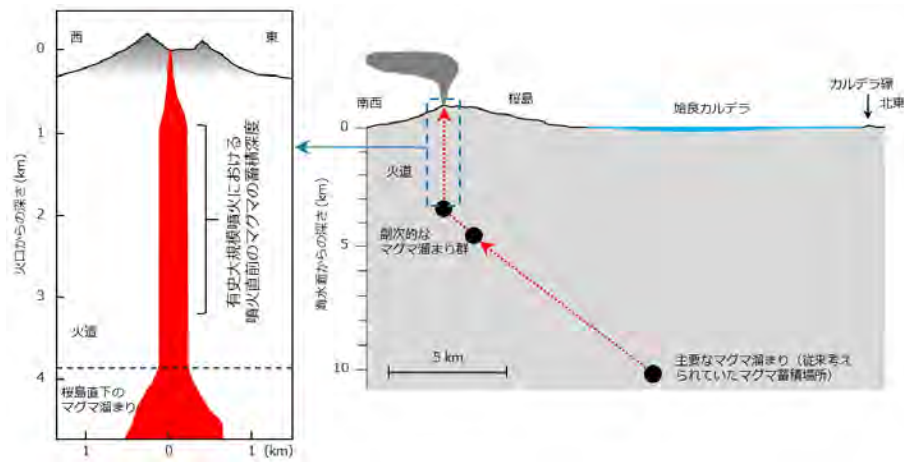 西
東
0
1
2
3
4
火口からの深さ(km)
有史大規模噴火における
噴火直前のマグマの蓄積深度
火道
桜島直下の
マグマ溜まり
1
0
1
(km)
南西
桜島
姶良カルデラ
カルデラ縁
北東
0
5
10
海水面からの深さ(km)
火道
副次的な
マグマ溜まり群
5 km
主要なマグマ溜まり(従来考え
られていたマグマ蓄積場所)